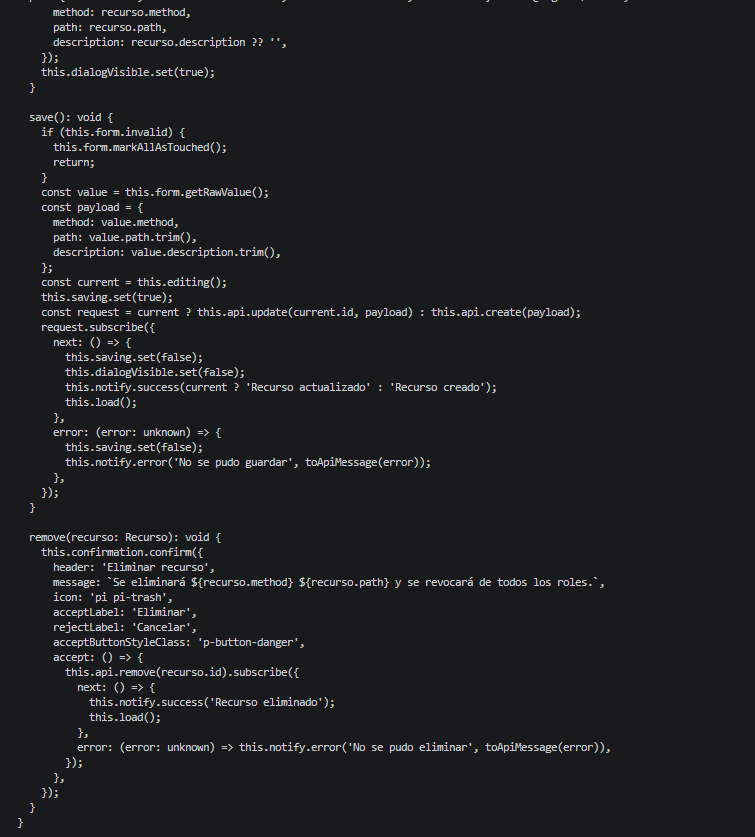 method: recurso.method,
path: recurso.path,
description: recurso.description ?? '',
});
this.dialogVisible.set(true);
}
save(): void {
if (this.form.invalid) {
this.form.markAllAsTouched();
return;
}
const value = this.form.getRawValue();
const payload = {
method: value.method,
path: value.path.trim(),
description: value.description.trim(),
};
const current = this.editing();
this.saving.set(true);
const request = current ? this.api.update(current.id, payload) : this.api.create(payload);
request.subscribe({
next: () => {
this.saving.set(false);
this.dialogVisible.set(false);
this.notify.success(current ? 'Recurso actualizado' : 'Recurso creado');
this.load();
},
error: (error: unknown) => {
this.saving.set(false);
this.notify.error('No se pudo guardar', toApiMessage(error));
},
});
}
remove(recurso: Recurso): void {
this.confirmation.confirm({
header: 'Eliminar recurso',
message: `Se eliminará ${recurso.method} ${recurso.path} y se revocará de todos los roles.`,
icon: 'pi pi-trash',
acceptLabel: 'Eliminar',
rejectLabel: 'Cancelar',
acceptButtonStyleClass: 'p-button-danger',
accept: () => {
this.api.remove(recurso.id).subscribe({
next: () => {
this.notify.success('Recurso eliminado');
this.load();
},
error: (error: unknown) => this.notify.error('No se pudo eliminar', toApiMessage(error)),
});
},
});
}
}